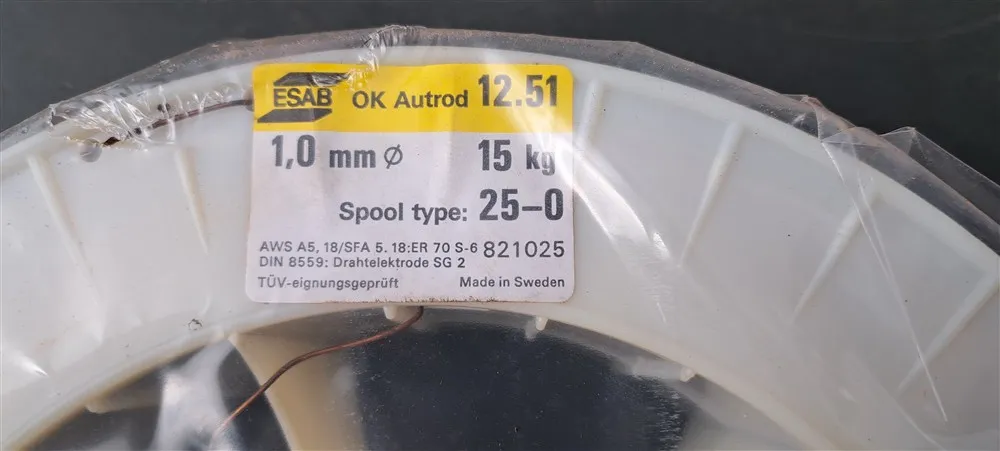 ESAB OK Autrod 12.51
1,0 mm ⌀ 15 kg
Spool type: 25-0
AWS A5, 18/SFA 5. 18:ER 70 S-6 821025
DIN 8559: Drahtelektrode SG 2
TÜV-eignungsgeprüft Made in Sweden